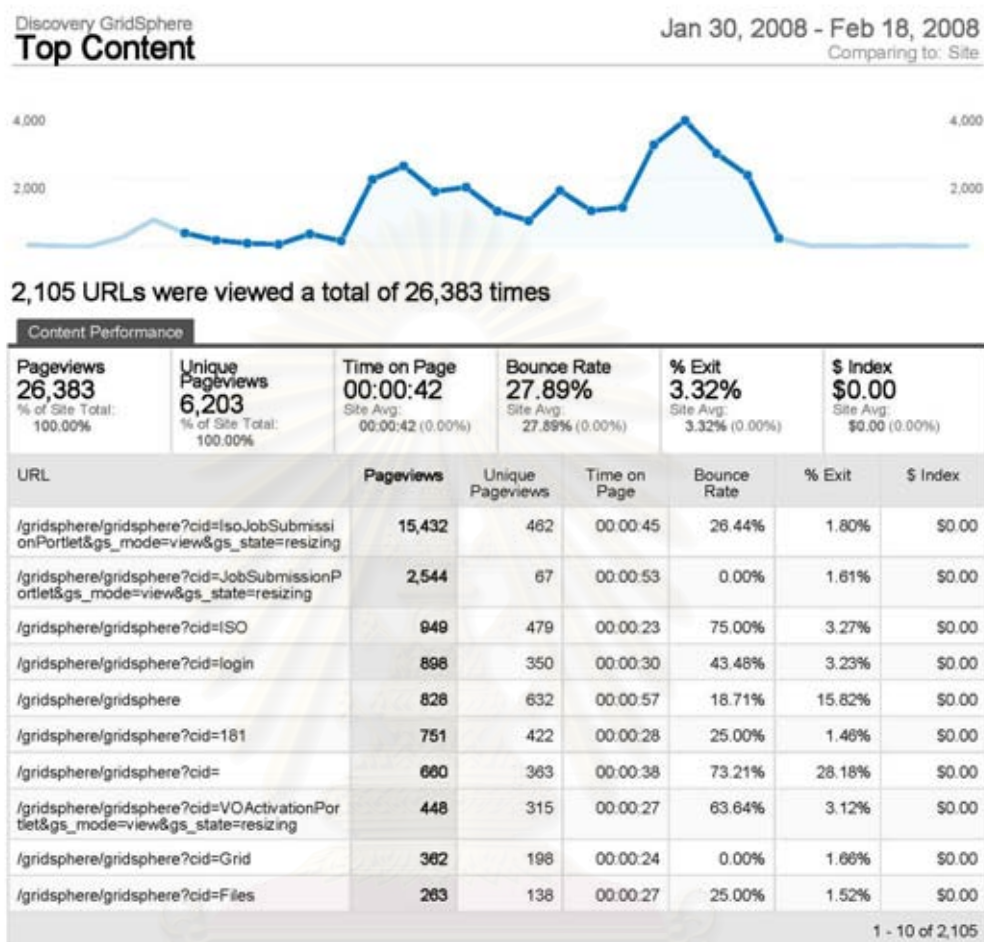 Discovery GridSphere
Top Content
Jan 30, 2008 - Feb 18, 2008
Comparing to: Site
4,000 4,000
2,000 2,000
2,105 URLs were viewed a total of 26,383 times
Content Performance
Pageviews
26,383
% of Site Total:
100.00%
Unique
Pageviews
6,203
% of Site Total:
100.00%
Time on Page
00:00:42
Site Avg:
00:00:42 (0.00%)
Bounce Rate
27.89%
Site Avg:
27.89% (0.00%)
% Exit
3.32%
Site Avg:
3.32% (0.00%)
$ Index
$0.00
Site Avg:
$0.00 (0.00%)
URL Pageviews Unique Pageviews Time on Page Bounce Rate % Exit $ Index
/gridsphere/gridsphere?cid=IsoJobSubmissi 15,432 462 00:00:45 26.44% 1.80% $0.00
onPortlet&gs_mode=view&gs_state=resizing
/gridsphere/gridsphere?cid=JobSubmissionP 2,544 67 00:00:53 0.00% 1.61% $0.00
ortlet&gs_mode=view&gs_state=resizing
/gridsphere/gridsphere?cid=ISO 949 479 00:00:23 75.00% 3.27% $0.00
/gridsphere/gridsphere?cid=login 898 350 00:00:30 43.48% 3.23% $0.00
/gridsphere/gridsphere 828 632 00:00:57 18.71% 15.82% $0.00
/gridsphere/gridsphere?cid=181 751 422 00:00:28 25.00% 1.46% $0.00
/gridsphere/gridsphere?cid= 660 363 00:00:38 73.21% 28.18% $0.00
/gridsphere/gridsphere?cid=VOActivationPor 448 315 00:00:27 63.64% 3.12% $0.00
tlet&gs_mode=view&gs_state=resizing
/gridsphere/gridsphere?cid=Grid 362 198 00:00:24 0.00% 1.66% $0.00
/gridsphere/gridsphere?cid=Files 263 138 00:00:27 25.00% 1.52% $0.00
1 - 10 of 2,105